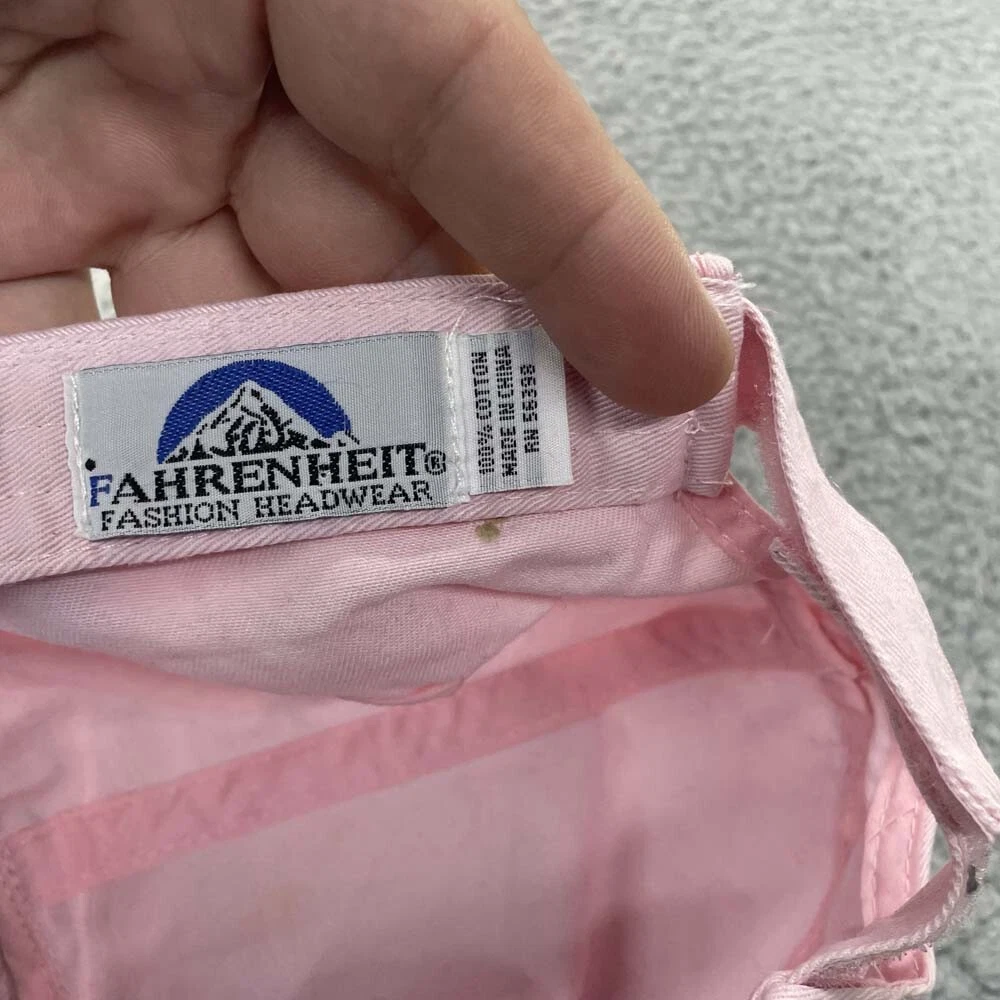 FAHRENHEIT®
FASHION HEADWEAR
100% COTTON
MADE IN CHINA
RN 56398